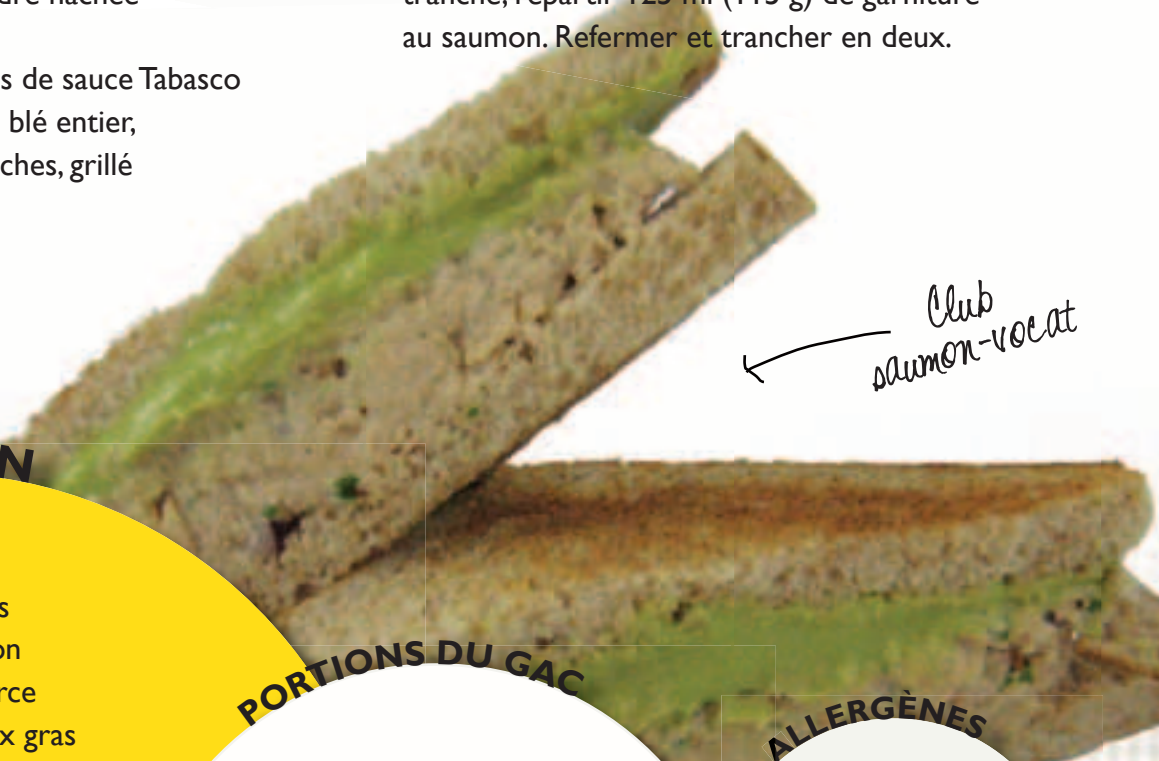 au saumon. Refermer et trancher en deux.
s de sauce Tabasco
blé entier,
ches, grillé
Club
saumon-vocat
N
s
on
rce
x gras
PORTIONS DU GAC
ALLERGÈNES